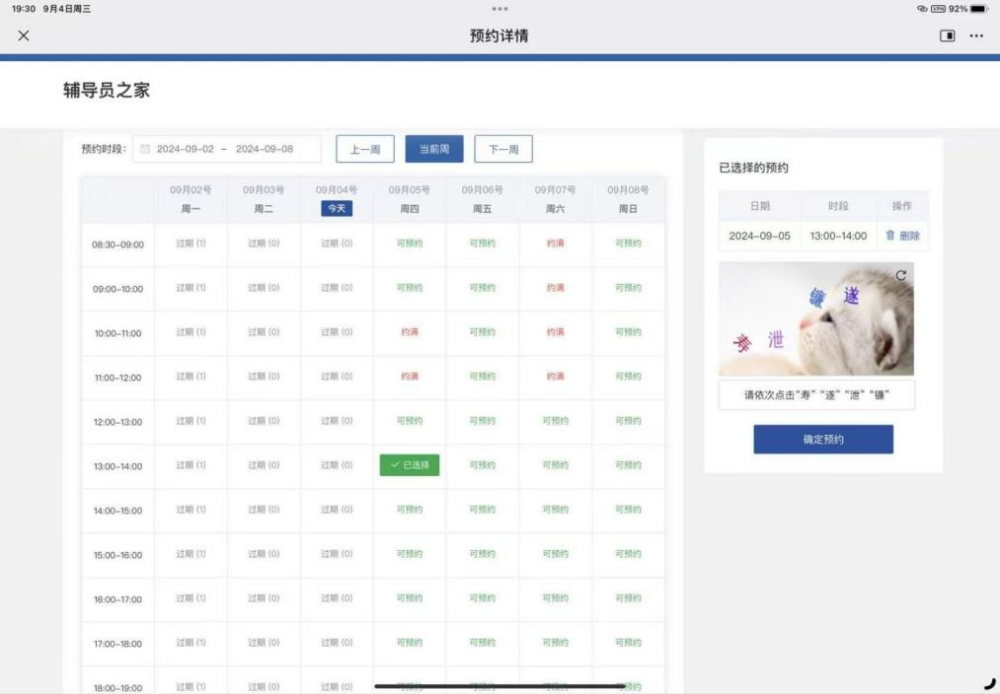 19:30 9月4日周三
VPN 92%
预约详情
辅导员之家
预约时段： 2024-09-02 - 2024-09-08 上一周 当前周 下一周
09月02号 09月03号 09月04号 09月05号 09月06号 09月07号 09月08号
周一 周二 今天 周四 周五 周六 周日
08:30-09:00 过期 (1) 过期 (0) 过期 (0) 可预约 可预约 约满 可预约
09:00-10:00 过期 (1) 过期 (0) 过期 (0) 可预约 可预约 约满 可预约
10:00-11:00 过期 (1) 过期 (0) 过期 (0) 约满 可预约 约满 可预约
11:00-12:00 过期 (1) 过期 (0) 过期 (0) 约满 可预约 约满 可预约
12:00-13:00 过期 (1) 过期 (0) 过期 (0) 可预约 可预约 可预约 可预约
13:00-14:00 过期 (1) 过期 (0) 过期 (0) 已选择 可预约 可预约 可预约
14:00-15:00 过期 (1) 过期 (0) 过期 (0) 可预约 可预约 可预约 可预约
15:00-16:00 过期 (1) 过期 (0) 过期 (0) 可预约 可预约 可预约 可预约
16:00-17:00 过期 (1) 过期 (0) 过期 (0) 可预约 可预约 可预约 可预约
17:00-18:00 过期 (1) 过期 (0) 过期 (0) 可预约 可预约 可预约 可预约
18:00-19:00 过期 (1) 过期 (0) 过期 (0) 可预约 可预约 可预约 可预约
已选择的预约
日期 时段 操作
2024-09-05 13:00-14:00 删除
镰 遂
寿 泄
请依次点击“寿” “遂” “泄” “镰”
确定预约